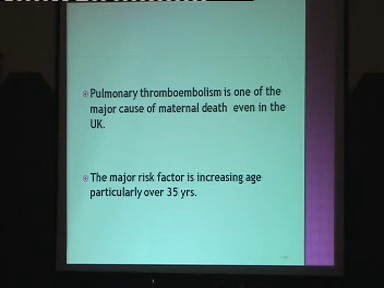 Pulmonary thromboembolism is one of the
major cause of maternal death even in the
UK.
The major risk factor is increasing age
particularly over 35 yrs.